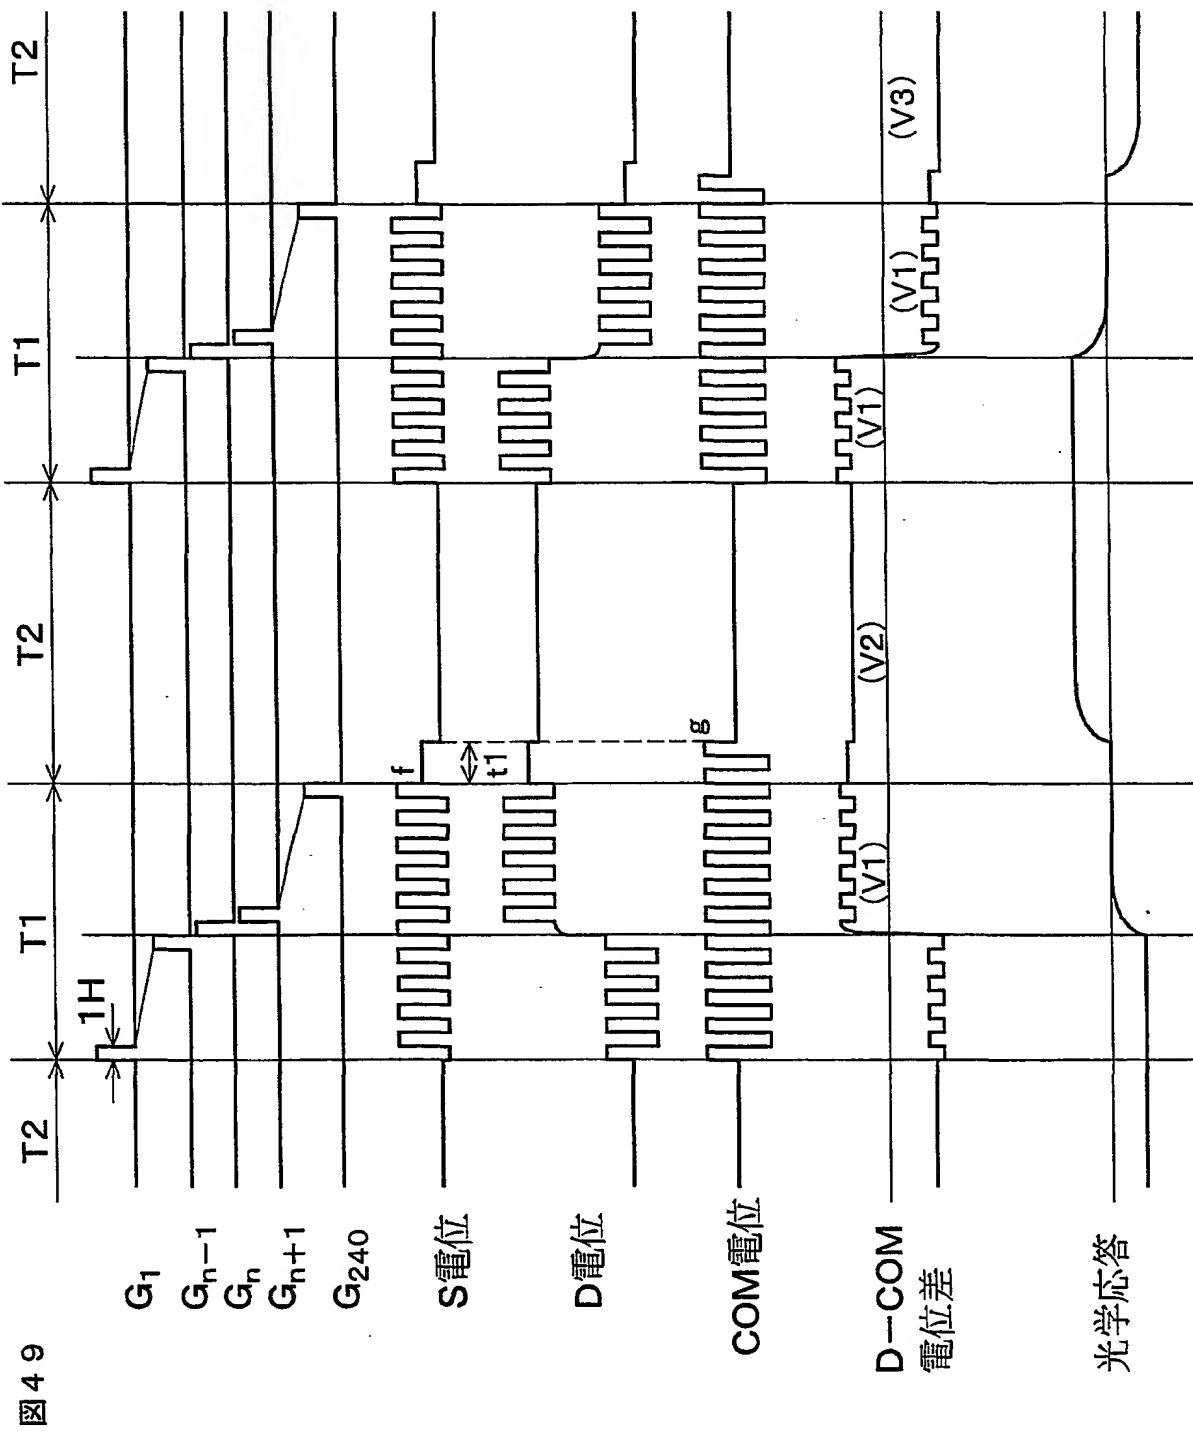 図49
T2
T1
T2
T1
T2
1H
G1
Gn-1
Gn
Gn+1
G240
S電位
f
t1
D電位
g
COM電位
D-COM
電位差
(V1)
(V2)
(V1)
(V1)
(V3)
光学応答